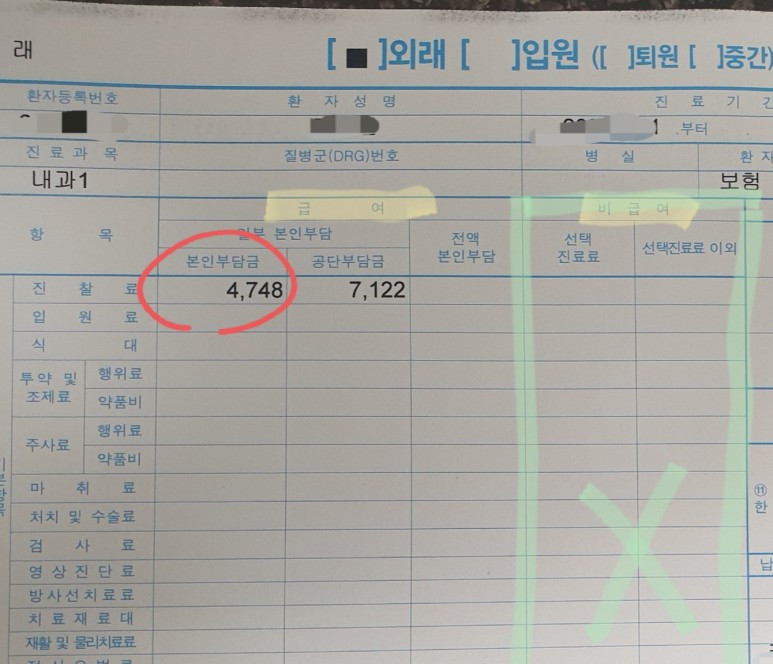 래
[■]외래 [ ]입원 ([ ]퇴원 [ ]중간)
환자등록번호 환 자 성 명 진 료 기 간
.부터 .
진 료 과 목 질병군(DRG)번호 병 실 환 자
내과1 보험
항 목 급 여 비 급 여
일부 본인부담 전액 본인부담 선택 진료료 선택진료료 이외
본인부담금 공단부담금
진 찰 료 4,748 7,122
입 원 료
식 대
투약 및 조제료 행위료
약품비
주사료 행위료
약품비
마 취 료
처치 및 수술료
검 사 료
영 상 진 단 료
방 사 선 치 료 료
치 료 재 료 대
재활 및 물리치료료
⑪
한
납